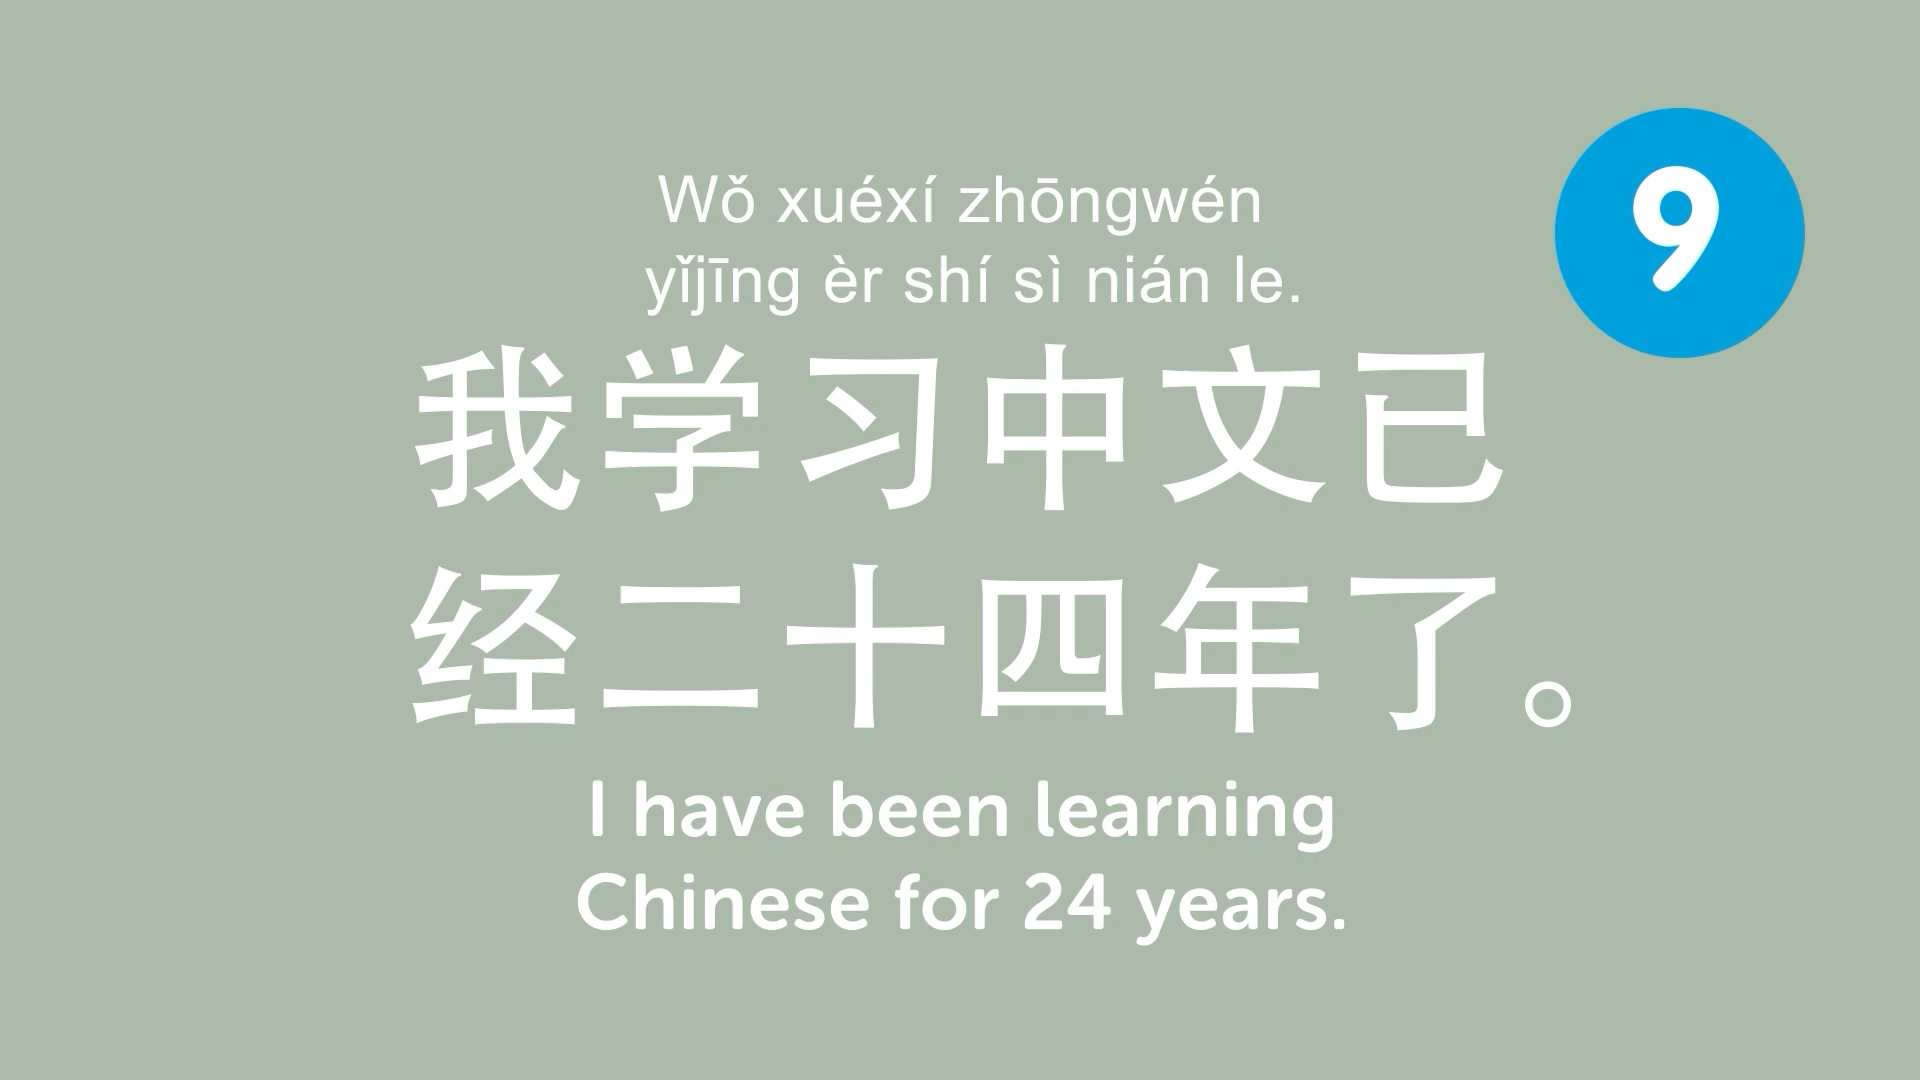 Wǒ xuéxí zhōngwén
yǐjīng èr shí sì nián le.
9
我学习中文已
经二十四年了。
I have been learning
Chinese for 24 years.